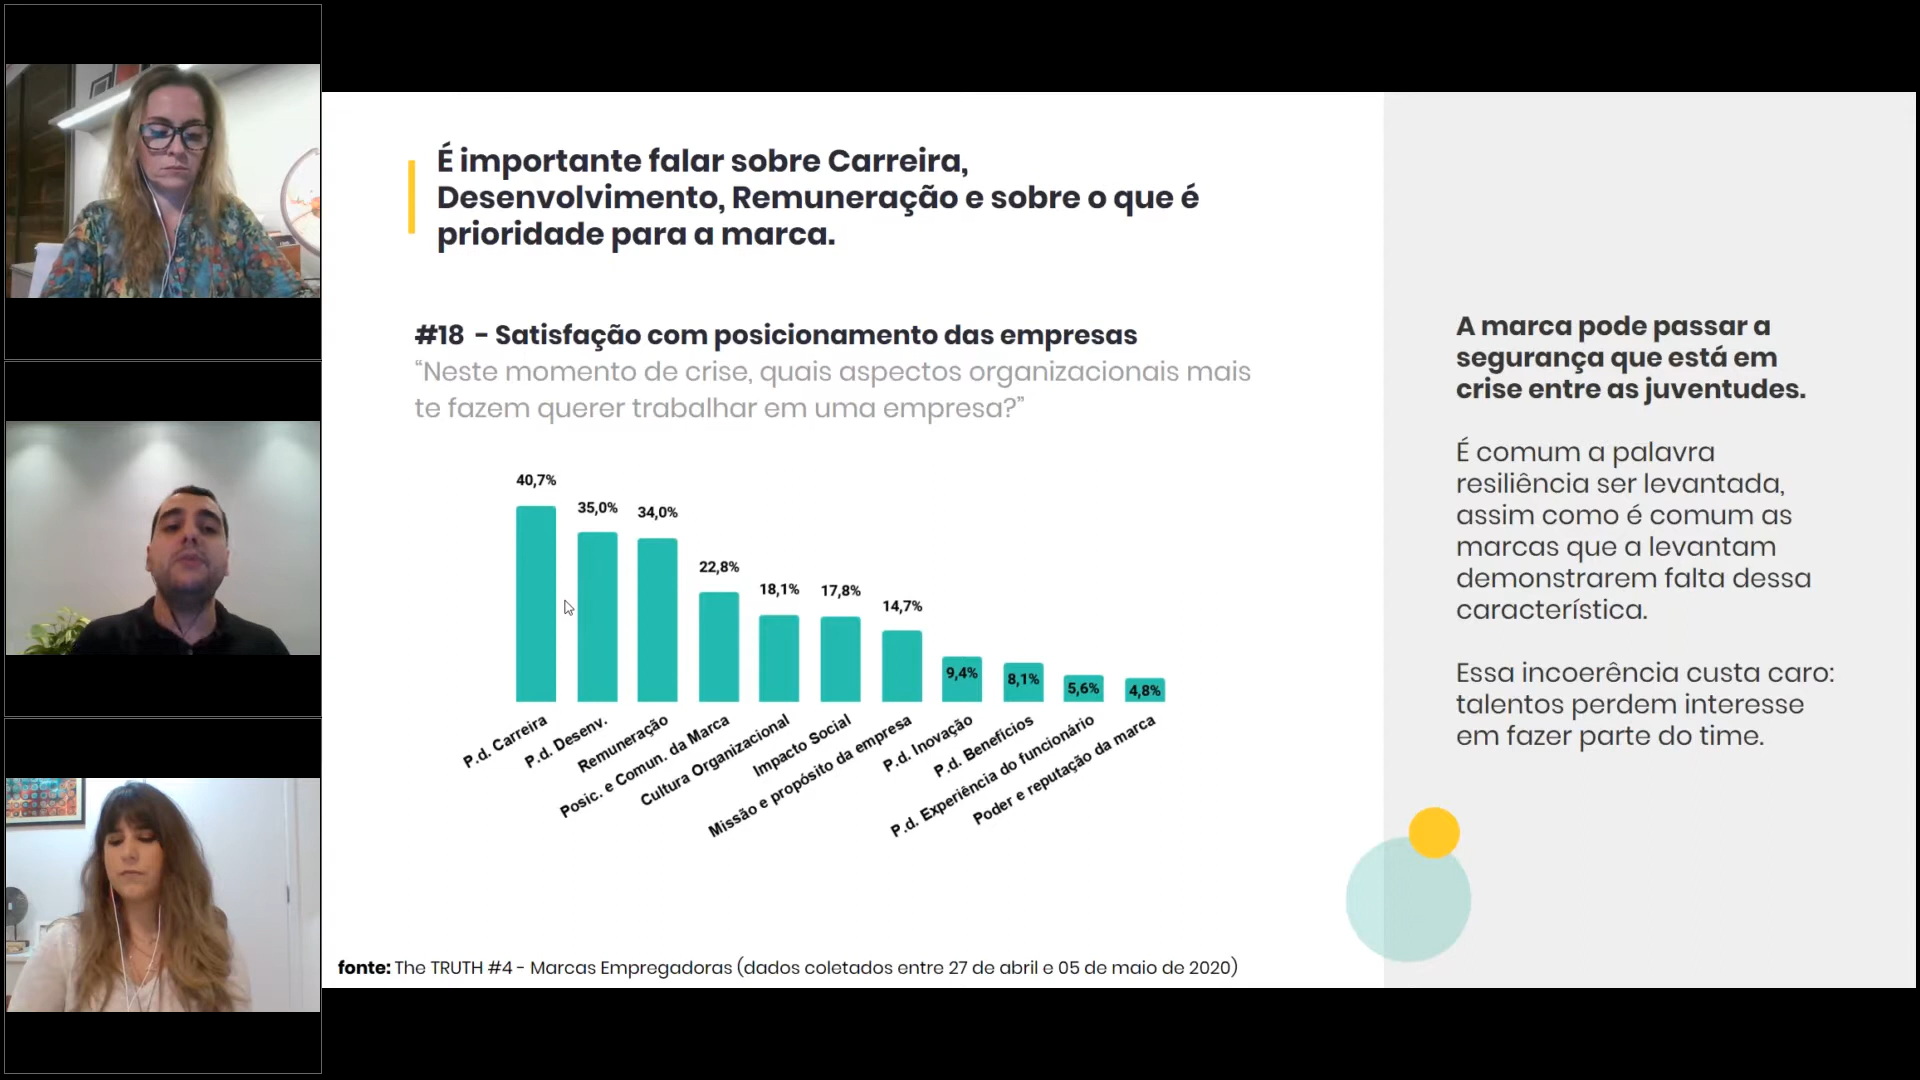 É importante falar sobre Carreira,
Desenvolvimento, Remuneração e sobre o que é
prioridade para a marca.
#18 - Satisfação com posicionamento das empresas
“Neste momento de crise, quais aspectos organizacionais mais
te fazem querer trabalhar em uma empresa?”
40,7%
35,0%
34,0%
22,8%
18,1%
17,8%
14,7%
9,4%
8,1%
5,6%
4,8%
P.d. Carreira
P.d. Desenv.
Remuneração
Posic. e Comun. da Marca
Cultura Organizacional
Impacto Social
Missão e propósito da empresa
P.d. Inovação
P.d. Benefícios
P.d. Experiência do funcionário
Poder e reputação da marca
fonte: The TRUTH #4 - Marcas Empregadoras (dados coletados entre 27 de abril e 05 de maio de 2020)
A marca pode passar a
segurança que está em
crise entre as juventudes.
É comum a palavra
resiliência ser levantada,
assim como é comum as
marcas que a levantam
demonstrarem falta dessa
característica.
Essa incoerência custa caro:
talentos perdem interesse
em fazer parte do time.